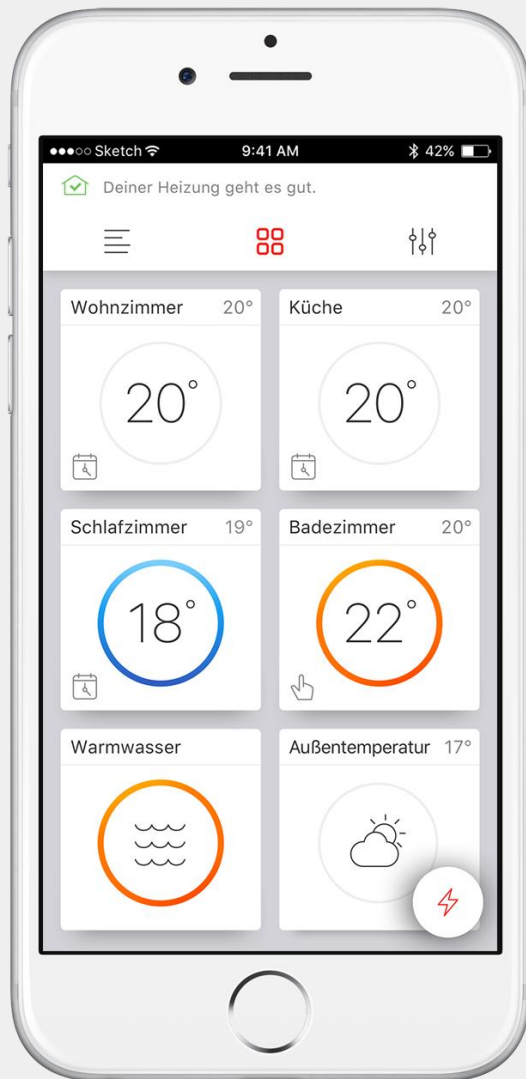 Sketch 9:41 AM 42%
Deiner Heizung geht es gut.
Wohnzimmer 20° Küche 20°
20° 20°
Schlafzimmer 19° Badezimmer 20°
18° 22°
Warmwasser Außentemperatur 17°